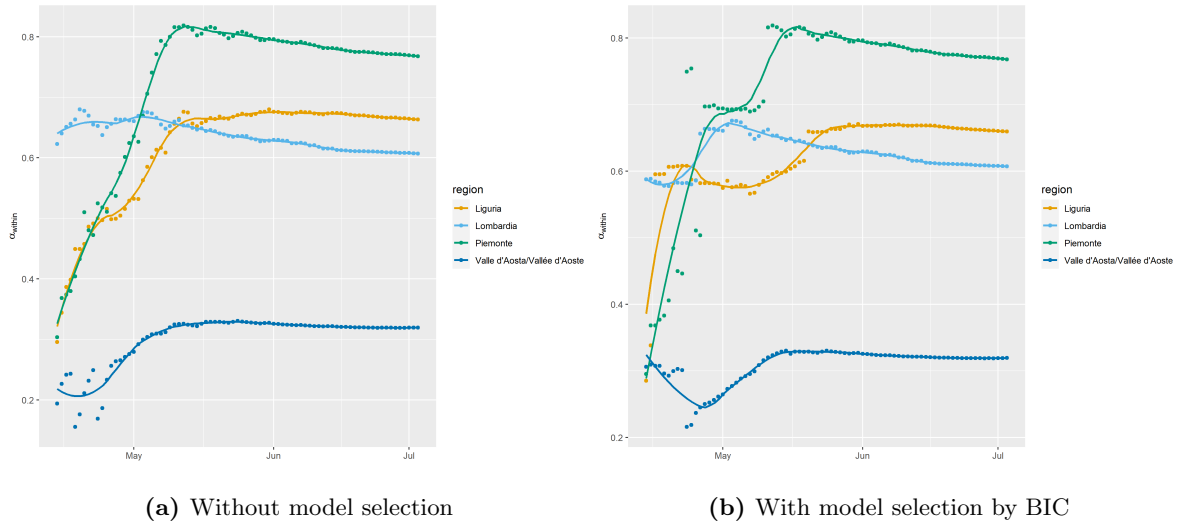 0.8
0.6
0.4
0.2
α within
May
Jun
Jul
region
Liguria
Lombardia
Piemonte
Valle d'Aosta/Vallée d'Aoste
(a) Without model selection
0.8
0.6
0.4
0.2
α within
May
Jun
Jul
region
Liguria
Lombardia
Piemonte
Valle d'Aosta/Vallée d'Aoste
(b) With model selection by BIC